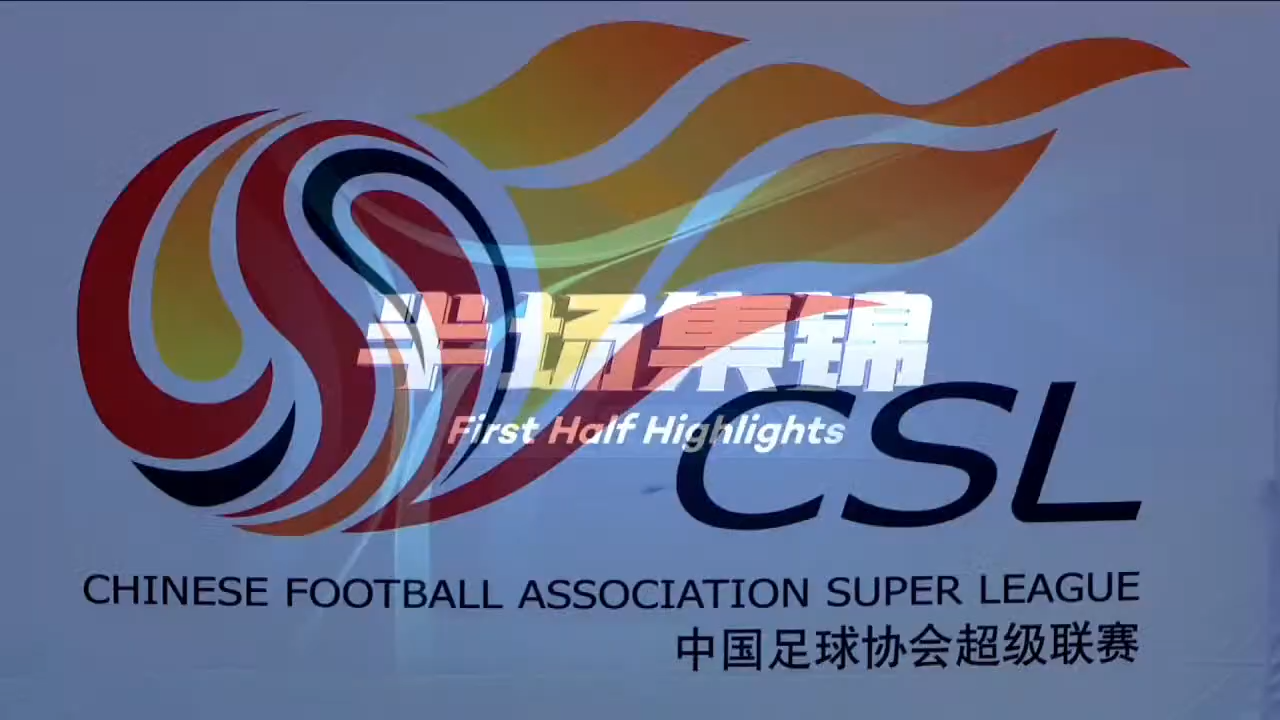 半场集锦
First Half Highlights
CSL
CHINESE FOOTBALL ASSOCIATION SUPER LEAGUE
中国足球协会超级联赛